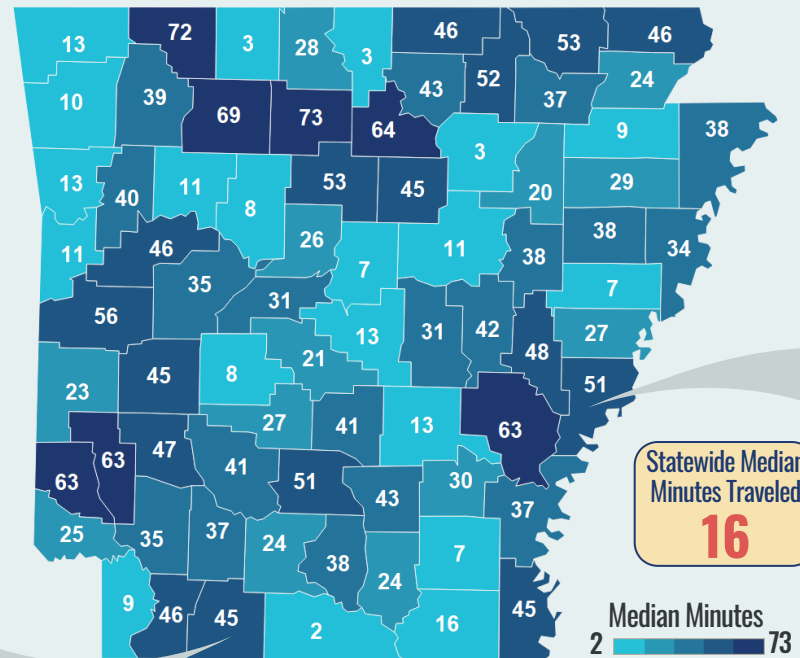 13 72 3 28 3 46 53 46
10 39 69 73 64 43 52 37 24
13 40 11 8 53 45 3 20 9 38
29
11 46 35 26 7 11 38 38 34
56 31 13 31 42 48 7
27
23 45 8 21 51
63 63 47 27 41 13 63
41 51 43 30 37
25 35 37 24 38 24 7
9 46 45 2 16 45
Statewide Median
Minutes Traveled
16
Median Minutes
2 73